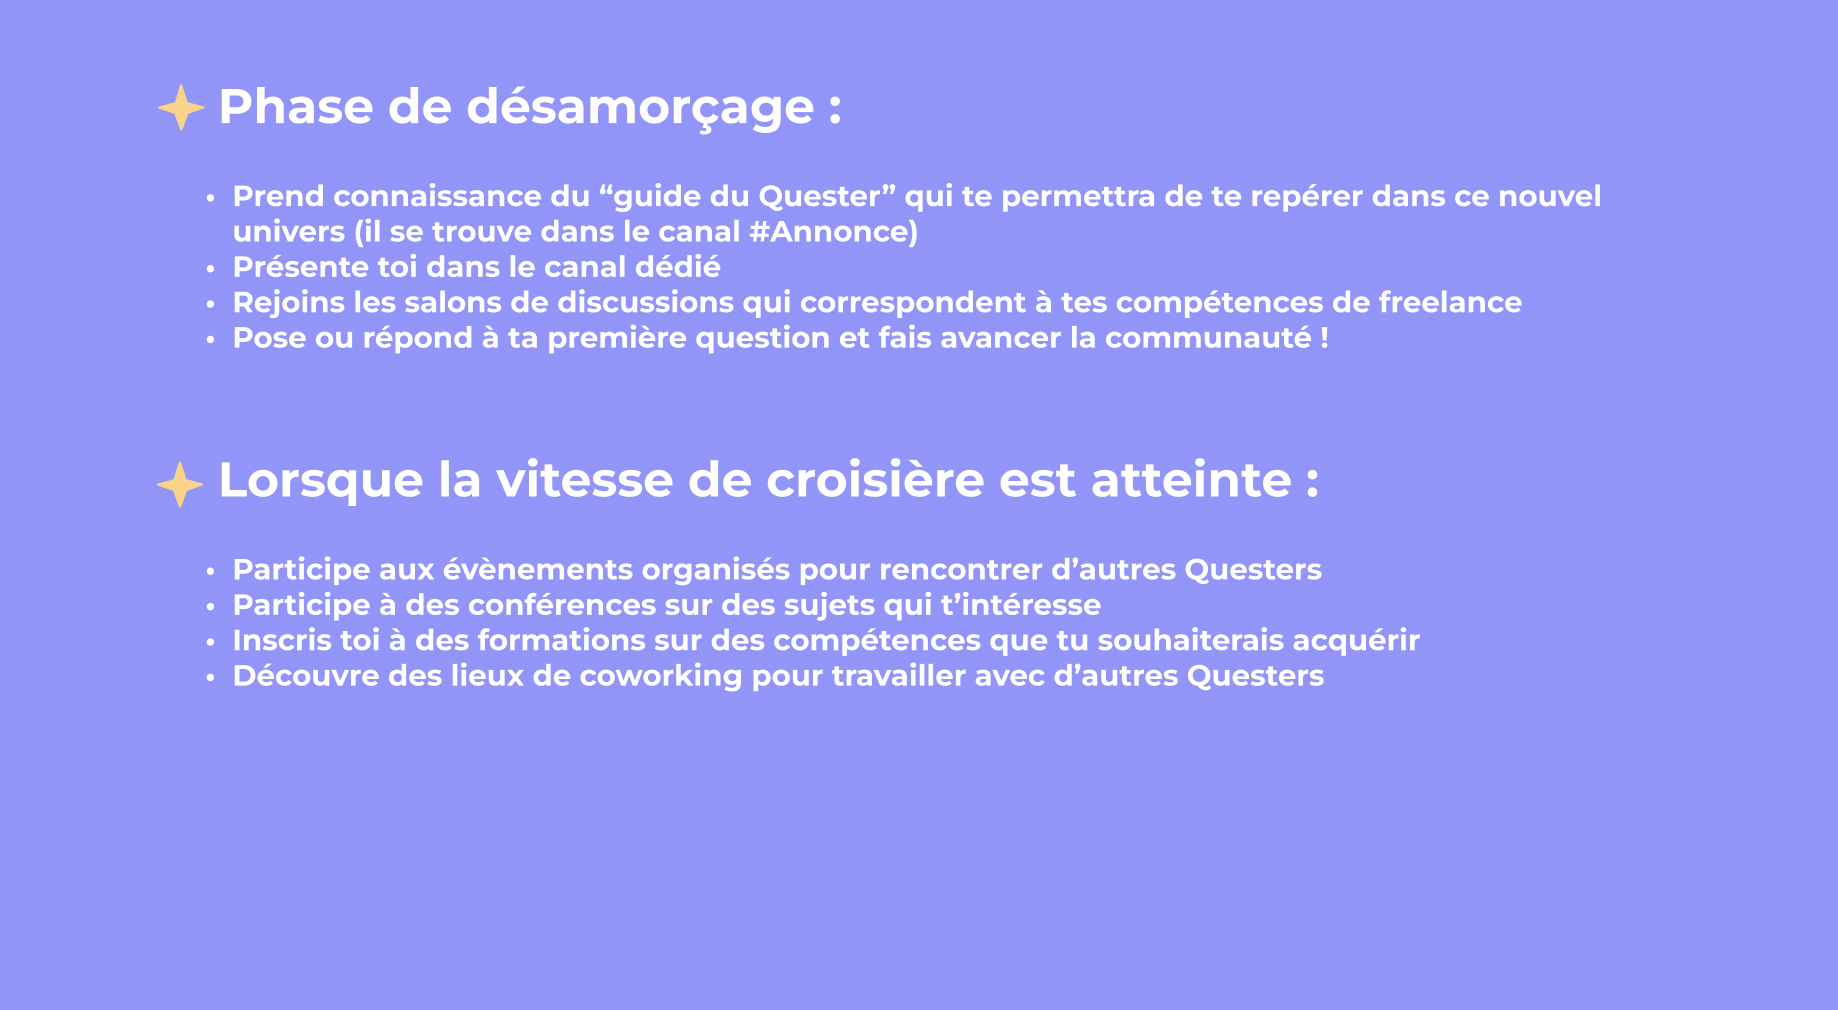 Phase de désamorçage :
• Prend connaissance du “guide du Quester” qui te permettra de te repérer dans ce nouvel
univers (il se trouve dans le canal #Annonce)
• Présente toi dans le canal dédié
• Rejoins les salons de discussions qui correspondent à tes compétences de freelance
• Pose ou répond à ta première question et fais avancer la communauté !
Lorsque la vitesse de croisière est atteinte :
• Participe aux évènements organisés pour rencontrer d’autres Questers
• Participe à des conférences sur des sujets qui t’intéresse
• Inscris toi à des formations sur des compétences que tu souhaiterais acquérir
• Découvre des lieux de coworking pour travailler avec d’autres Questers